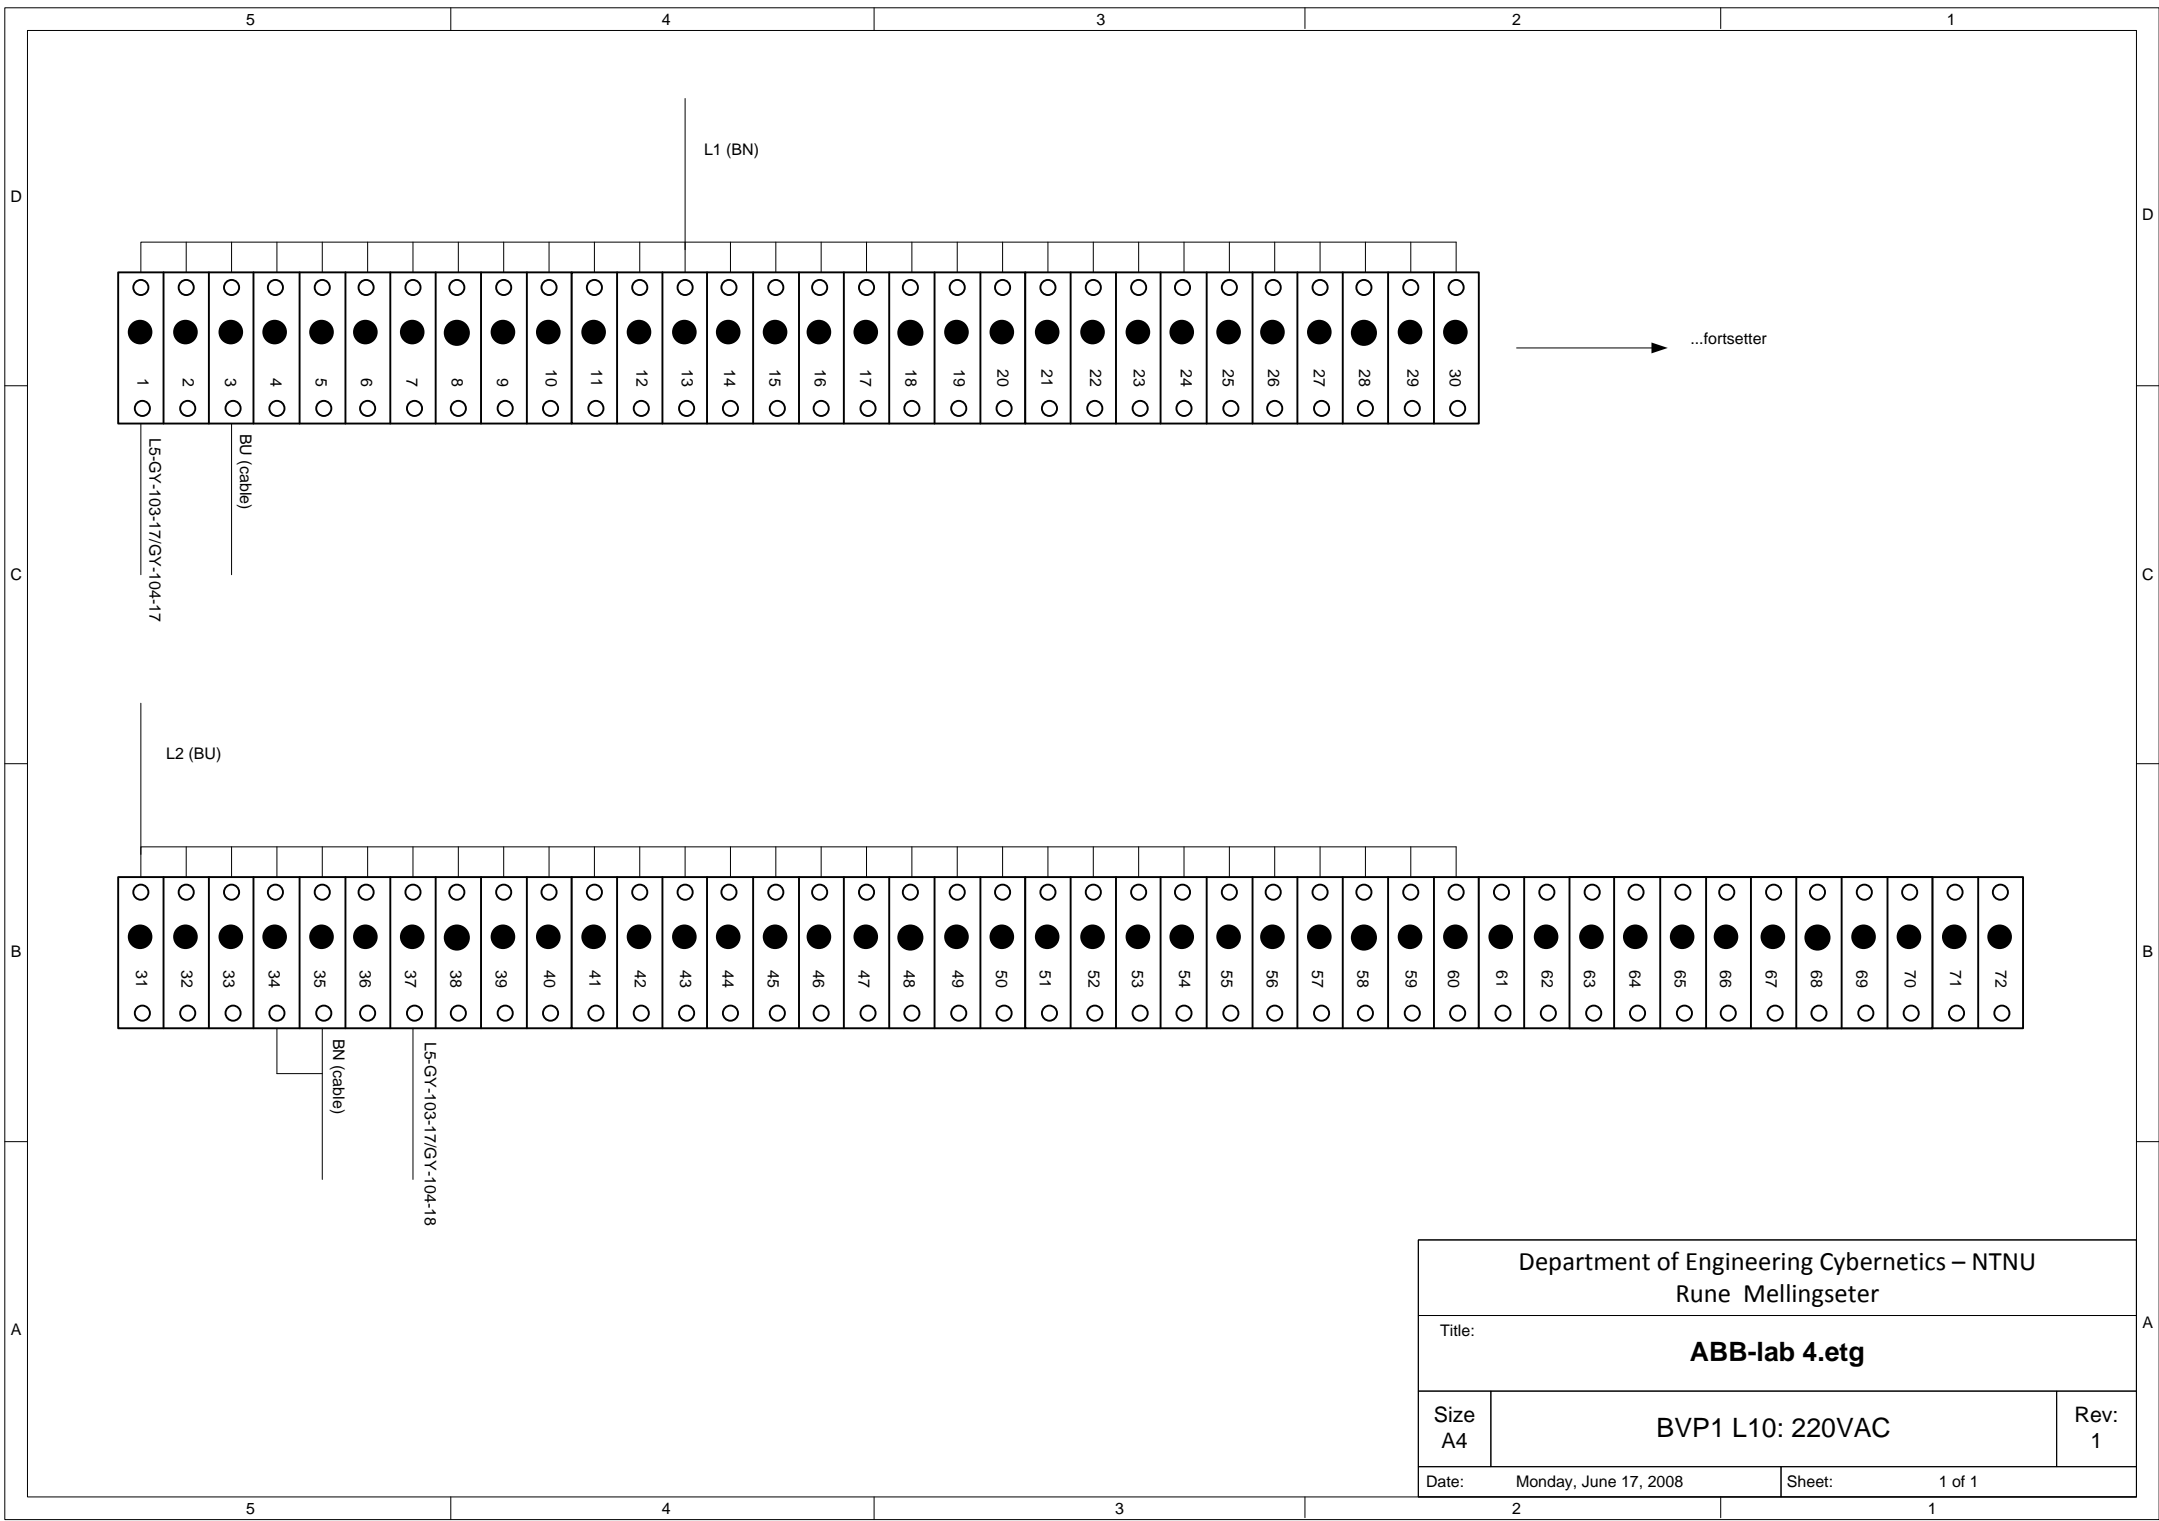 5 4 3 2 1
L1 (BN)
D D
1 2 3 4 5 6 7 8 9 10 11 12 13 14 15 16 17 18 19 20 21 22 23 24 25 26 27 28 29 30
...fortsetter
L5-GY-103-17/GY-104-17
BU (cable)
C C
L2 (BU)
31 32 33 34 35 36 37 38 39 40 41 42 43 44 45 46 47 48 49 50 51 52 53 54 55 56 57 58 59 60 61 62 63 64 65 66 67 68 69 70 71 72
B B
BN (cable)
L5-GY-103-17/GY-104-18
Department of Engineering Cybernetics – NTNU
Rune Mellingseter
A A
Title:
ABB-lab 4.etg
Size
A4
BVP1 L10: 220VAC
Rev:
1
Date: Monday, June 17, 2008
Sheet: 1 of 1
5 4 3 2 1